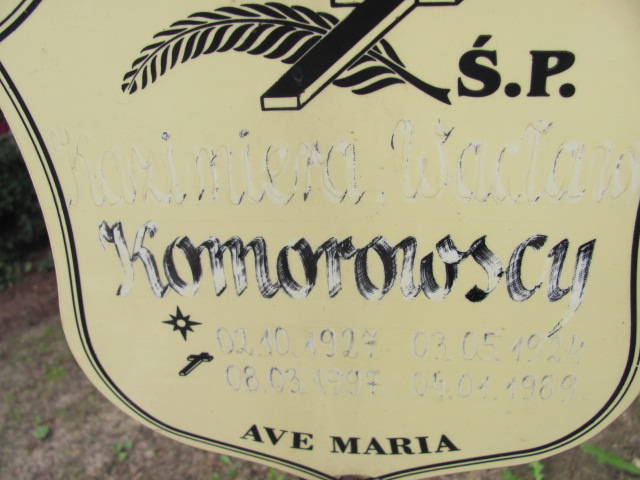 Ś.P.
Kazimiera, Wacław
Komorowscy
02.10.1927 03.05.1924
08.03.1997 04.01.1989
AVE MARIA